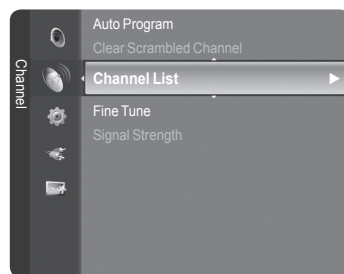 Channel
Auto Program
Clear Scrambled Channel
Channel List
Fine Tune
Signal Strength